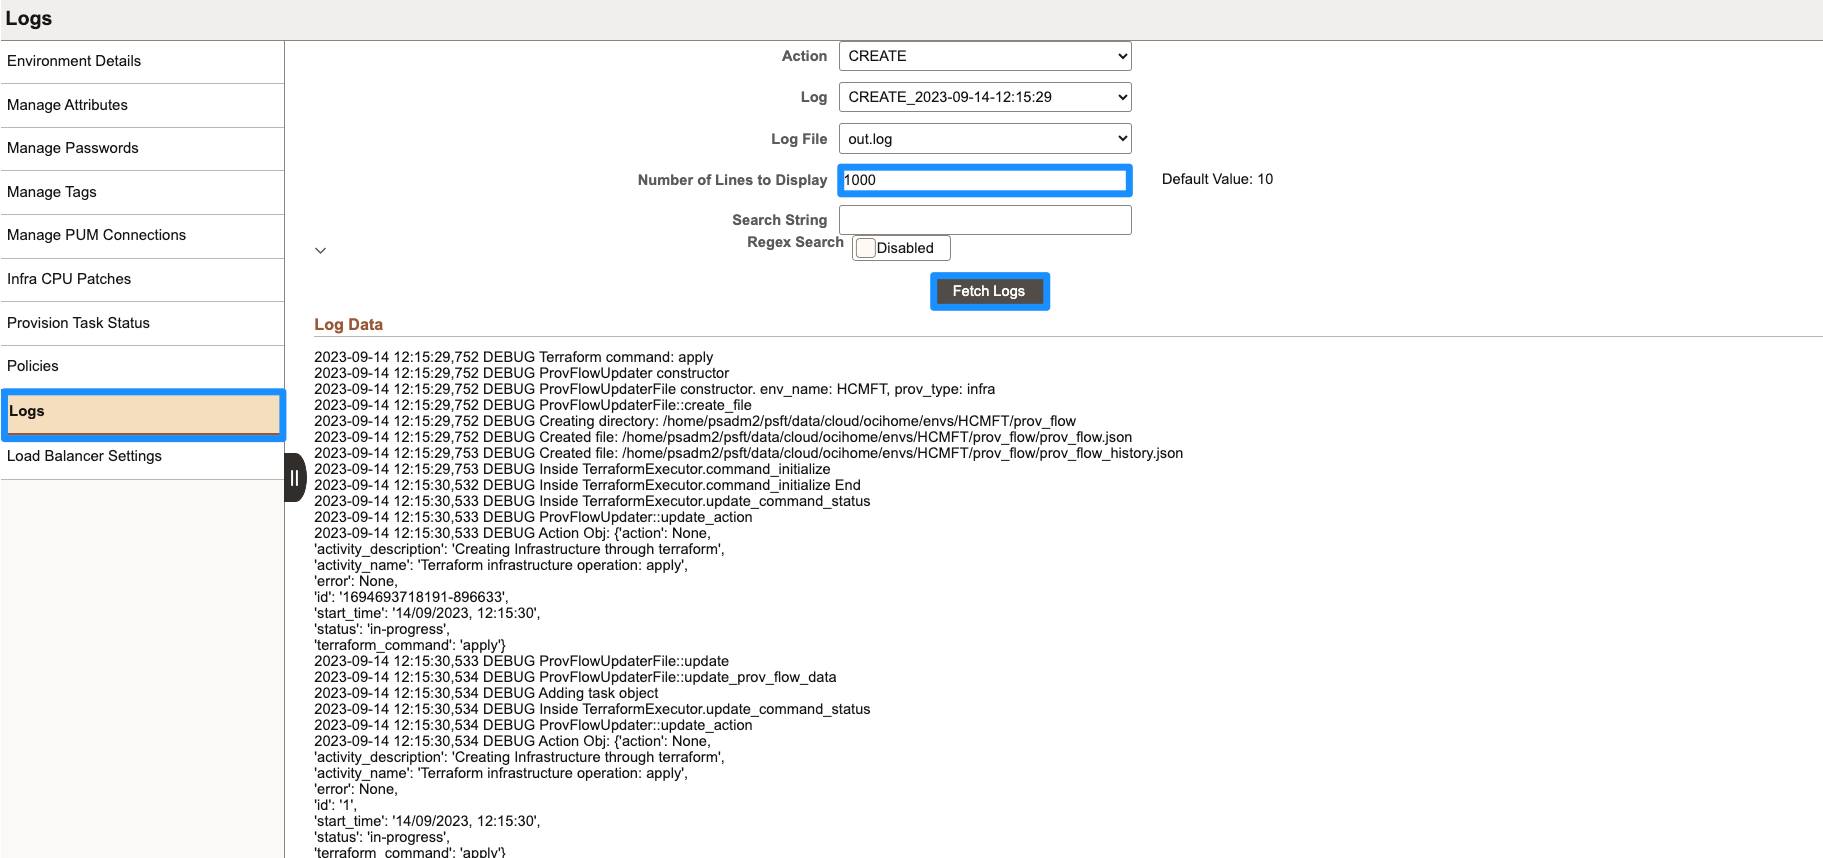 Logs
Environment Details
Manage Attributes
Manage Passwords
Manage Tags
Manage PUM Connections
Infra CPU Patches
Provision Task Status
Policies
Logs
Load Balancer Settings
Action CREATE
Log CREATE_2023-09-14-12:15:29
Log File out.log
Number of Lines to Display 1000 Default Value: 10
Search String
Regex Search Disabled
Fetch Logs
Log Data
2023-09-14 12:15:29,752 DEBUG Terraform command: apply
2023-09-14 12:15:29,752 DEBUG ProvFlowUpdater constructor
2023-09-14 12:15:29,752 DEBUG ProvFlowUpdaterFile constructor. env_name: HCMFT, prov_type: infra
2023-09-14 12:15:29,752 DEBUG ProvFlowUpdaterFile::create_file
2023-09-14 12:15:29,752 DEBUG Creating directory: /home/psadm2/psft/data/cloud/ocihome/envs/HCMFT/prov_flow
2023-09-14 12:15:29,752 DEBUG Created file: /home/psadm2/psft/data/cloud/ocihome/envs/HCMFT/prov_flow/prov_flow.json
2023-09-14 12:15:29,753 DEBUG Created file: /home/psadm2/psft/data/cloud/ocihome/envs/HCMFT/prov_flow/prov_flow_history.json
2023-09-14 12:15:29,753 DEBUG Inside TerraformExecutor.command_initialize
2023-09-14 12:15:30,532 DEBUG Inside TerraformExecutor.command_initialize End
2023-09-14 12:15:30,533 DEBUG Inside TerraformExecutor.update_command_status
2023-09-14 12:15:30,533 DEBUG ProvFlowUpdater::update_action
2023-09-14 12:15:30,533 DEBUG Action Obj: {'action': None,
'activity_description': 'Creating Infrastructure through terraform',
'activity_name': 'Terraform infrastructure operation: apply',
'error': None,
'id': '1694693718191-896633',
'start_time': '14/09/2023, 12:15:30',
'status': 'in-progress',
'terraform_command': 'apply'}
2023-09-14 12:15:30,533 DEBUG ProvFlowUpdaterFile::update
2023-09-14 12:15:30,534 DEBUG ProvFlowUpdaterFile::update_prov_flow_data
2023-09-14 12:15:30,534 DEBUG Adding task object
2023-09-14 12:15:30,534 DEBUG Inside TerraformExecutor.update_command_status
2023-09-14 12:15:30,534 DEBUG ProvFlowUpdater::update_action
2023-09-14 12:15:30,534 DEBUG Action Obj: {'action': None,
'activity_description': 'Creating Infrastructure through terraform',
'activity_name': 'Terraform infrastructure operation: apply',
'error': None,
'id': '1',
'start_time': '14/09/2023, 12:15:30',
'status': 'in-progress',
'terraform_command': 'apply'}